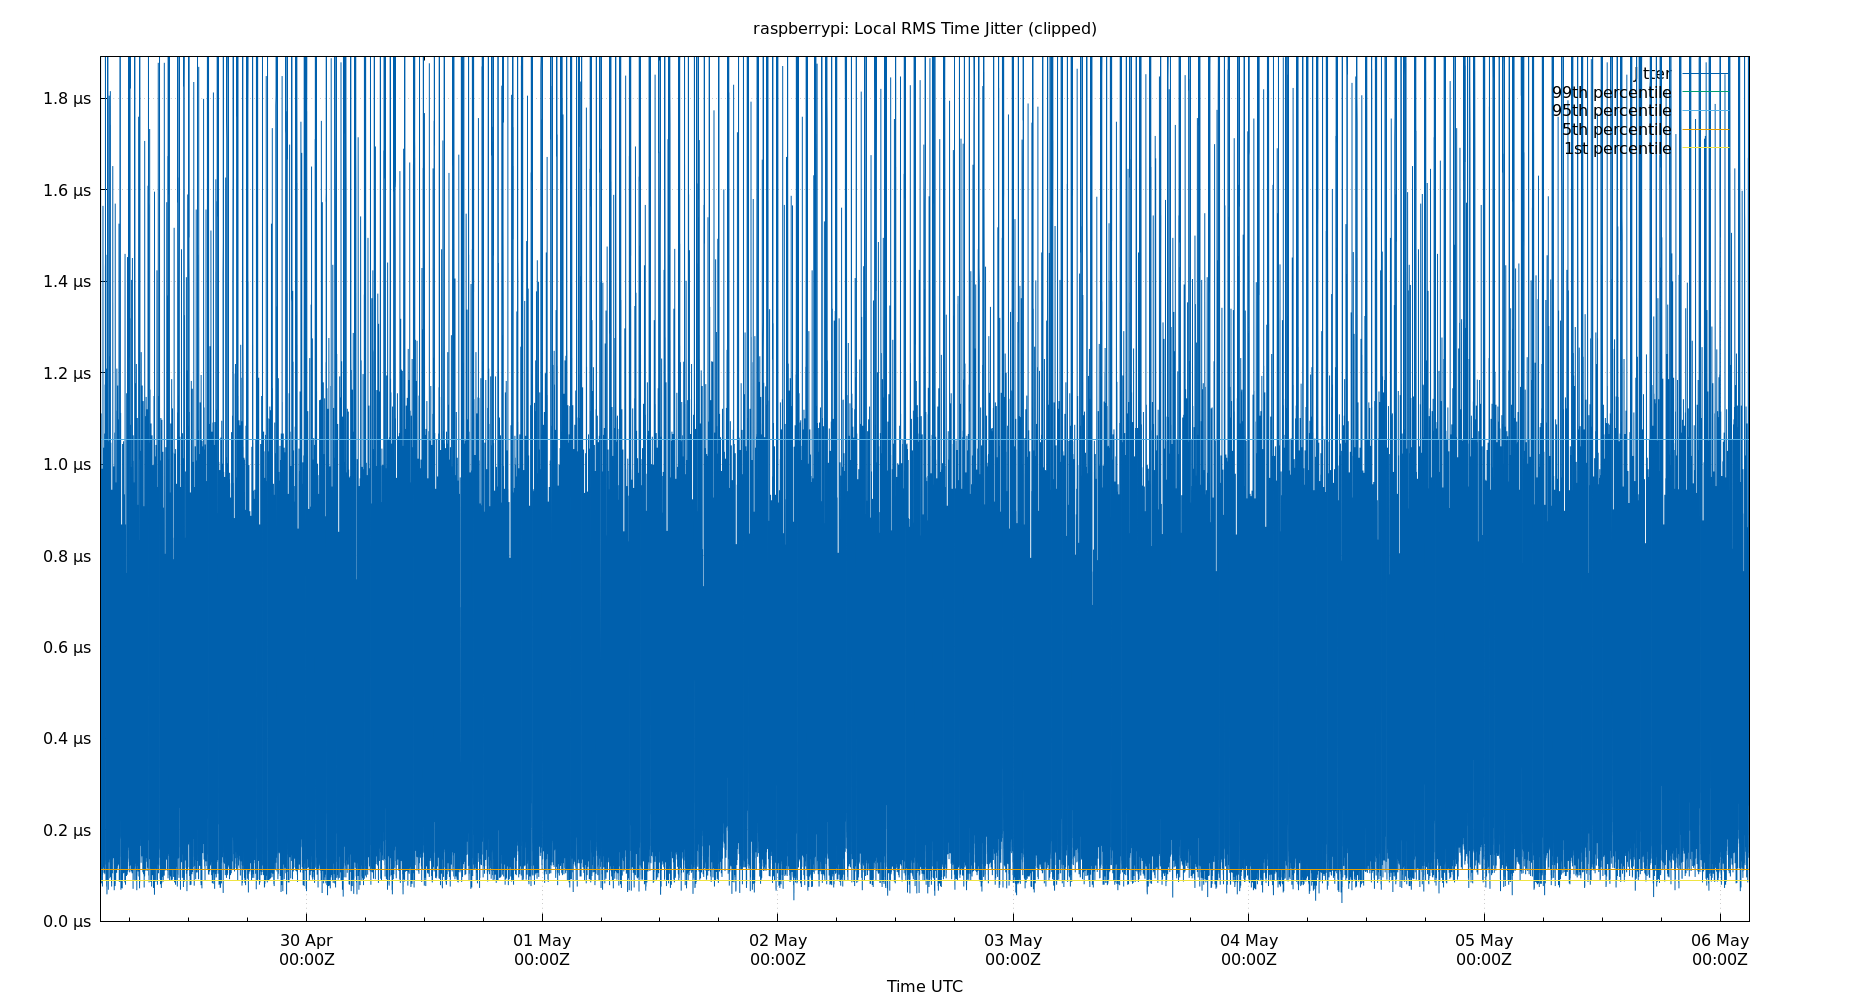 raspberrypi: Local RMS Time Jitter (clipped)
jitter
99th percentile
95th percentile
5th percentile
1st percentile
1.8 µs
1.6 µs
1.4 µs
1.2 µs
1.0 µs
0.8 µs
0.6 µs
0.4 µs
0.2 µs
0.0 µs
30 Apr 01 May 02 May 03 May 04 May 05 May 06 May
00:00Z 00:00Z 00:00Z 00:00Z 00:00Z 00:00Z 00:00Z
Time UTC